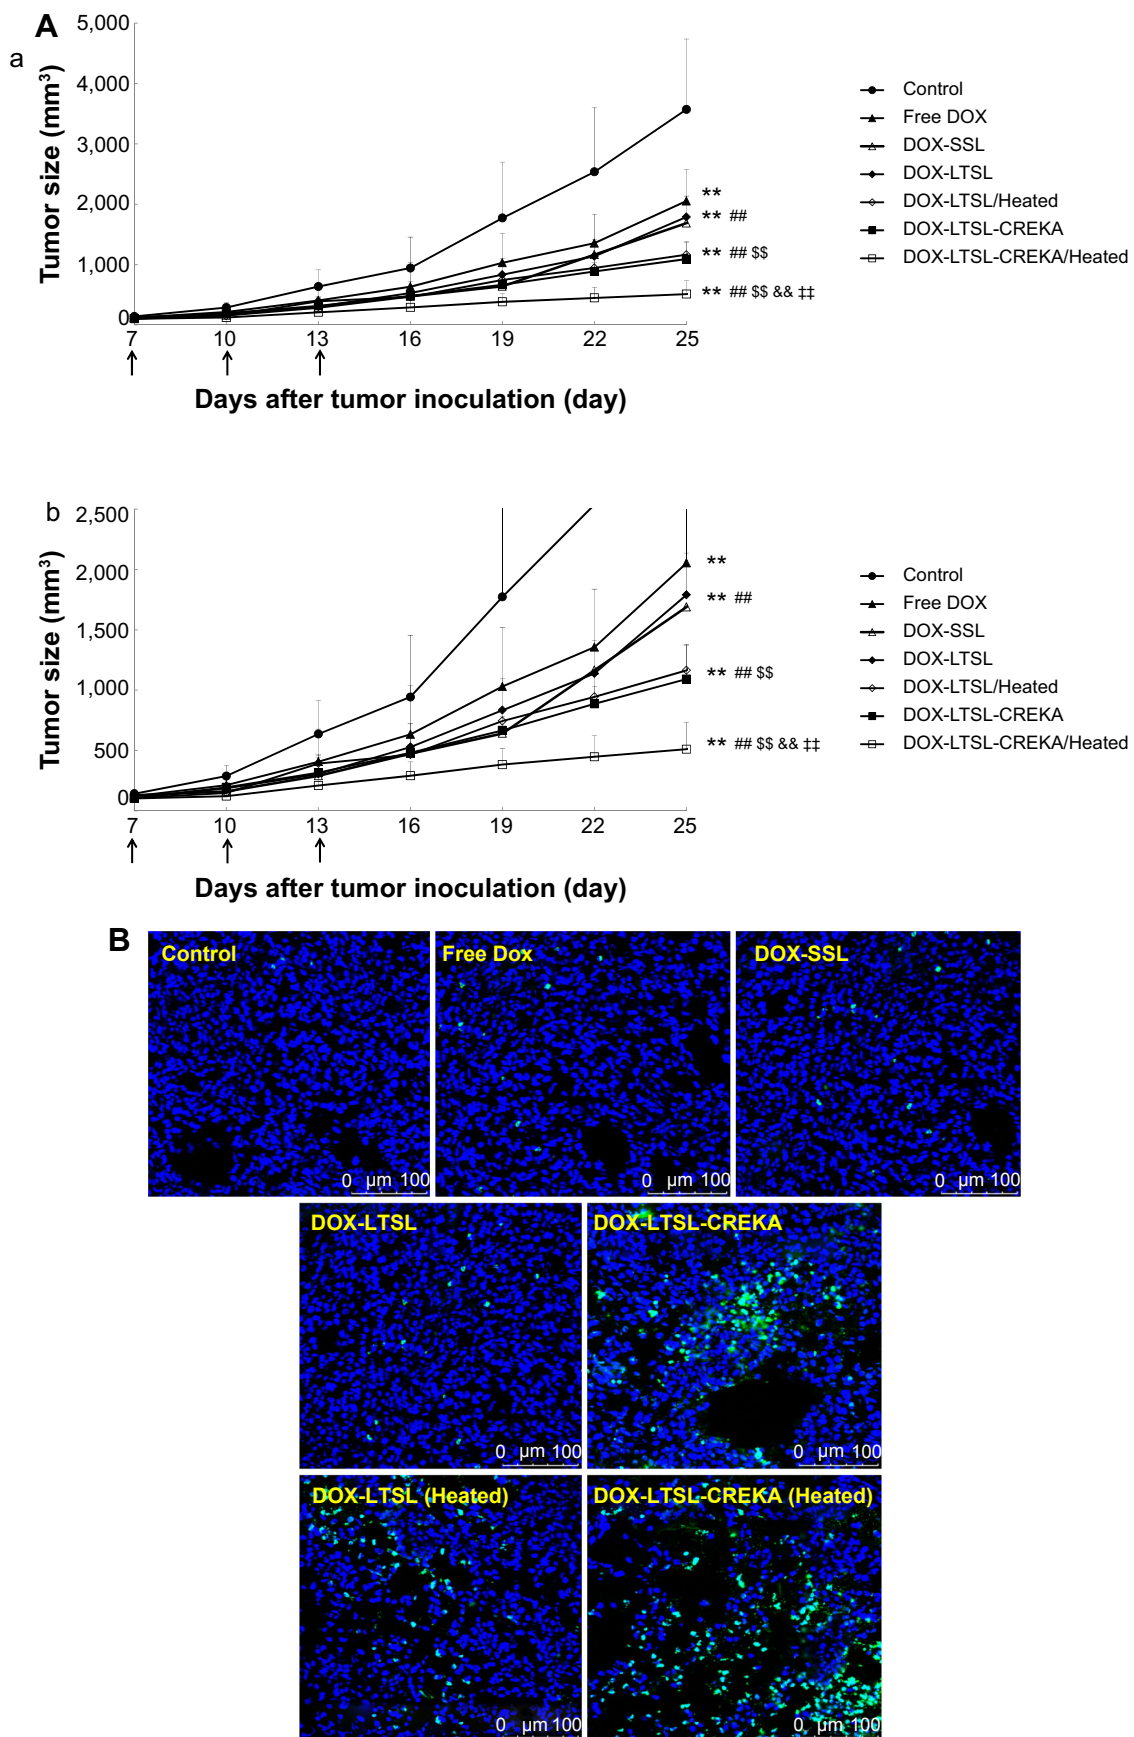 A
a
5,000
4,000
3,000
2,000
1,000
0
Tumor size (mm³)
7 10 13 16 19 22 25
Days after tumor inoculation (day)
**
** ##
** ## $$
** ## $$ && ‡‡
Control
Free DOX
DOX-SSL
DOX-LTSL
DOX-LTSL/Heated
DOX-LTSL-CREKA
DOX-LTSL-CREKA/Heated
b
2,500
2,000
1,500
1,000
500
0
Tumor size (mm³)
7 10 13 16 19 22 25
Days after tumor inoculation (day)
**
** ##
** ## $$
** ## $$ && ‡‡
Control
Free DOX
DOX-SSL
DOX-LTSL
DOX-LTSL/Heated
DOX-LTSL-CREKA
DOX-LTSL-CREKA/Heated
B
Control
0 µm 100
Free Dox
0 µm 100
DOX-SSL
0 µm 100
DOX-LTSL
0 µm 100
DOX-LTSL-CREKA
0 µm 100
DOX-LTSL (Heated)
0 µm 100
DOX-LTSL-CREKA (Heated)
0 µm 100